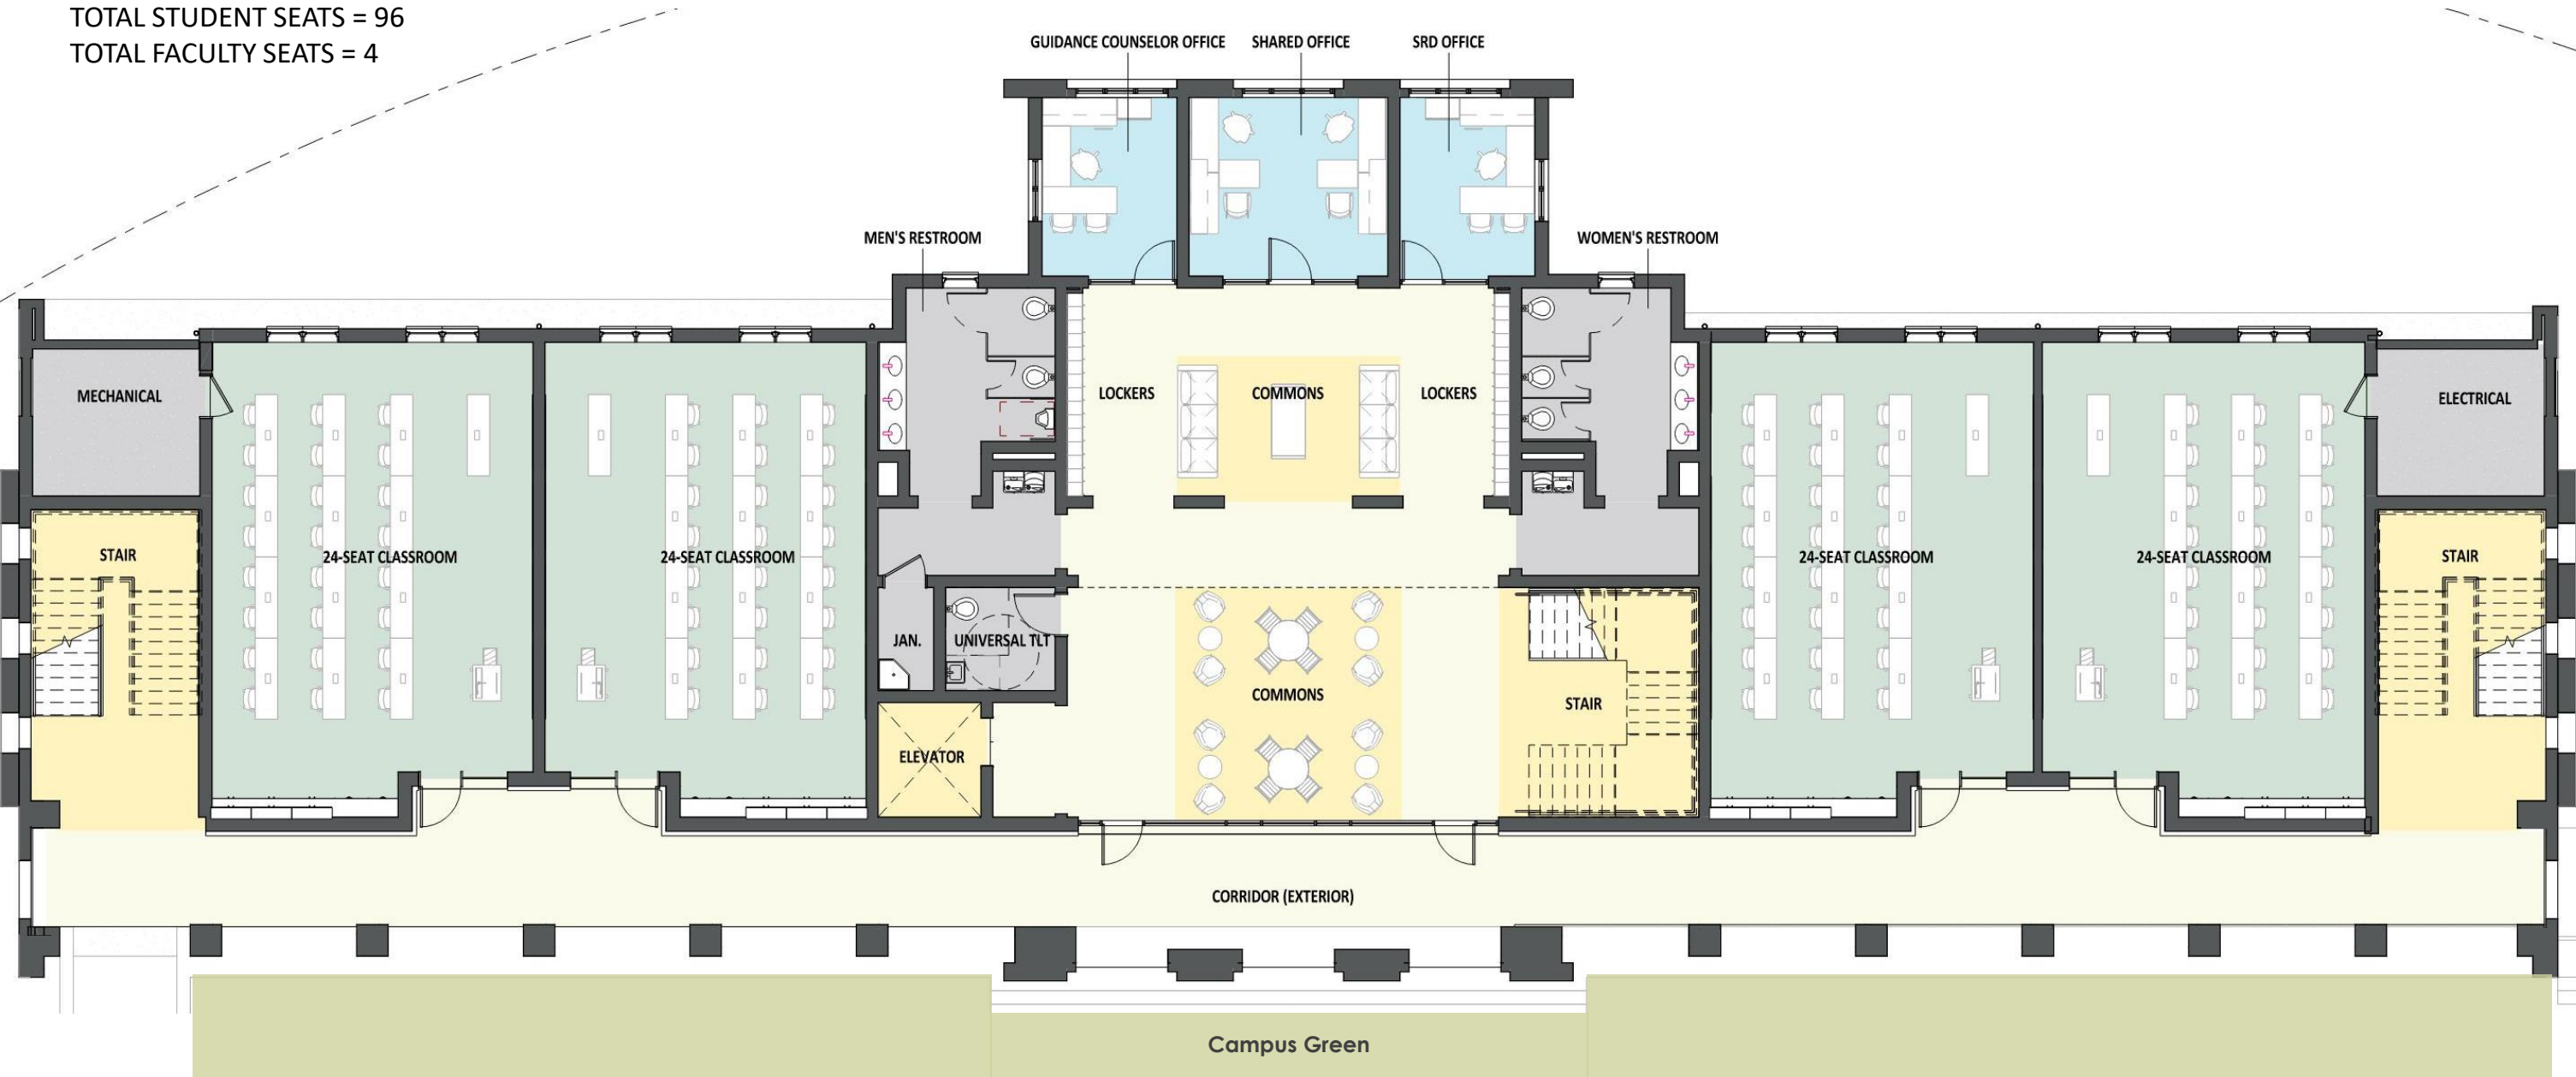 TOTAL STUDENT SEATS = 96
TOTAL FACULTY SEATS = 4
GUIDANCE COUNSELOR OFFICE
SHARED OFFICE
SRD OFFICE
MEN'S RESTROOM
WOMEN'S RESTROOM
MECHANICAL
LOCKERS
COMMONS
LOCKERS
ELECTRICAL
STAIR
24-SEAT CLASSROOM
24-SEAT CLASSROOM
24-SEAT CLASSROOM
24-SEAT CLASSROOM
STAIR
JAN.
UNIVERSAL TLT
COMMONS
STAIR
ELEVATOR
CORRIDOR (EXTERIOR)
Campus Green